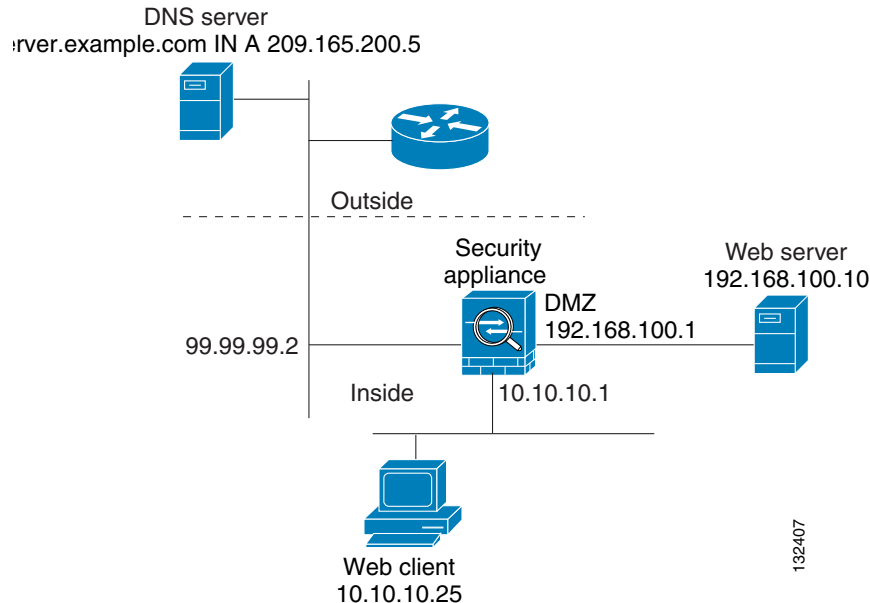 DNS server
erver.example.com IN A 209.165.200.5
Outside
Security
appliance
Web server
192.168.100.10
DMZ
192.168.100.1
99.99.99.2
Inside
10.10.10.1
Web client
10.10.10.25
132407